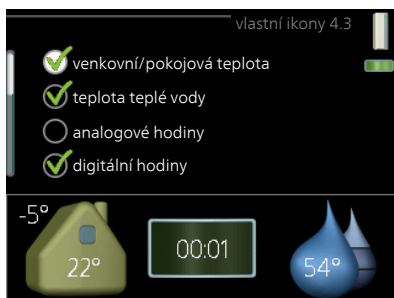 vlastní ikony 4.3
venkovní/pokojová teplota
teplota teplé vody
analogové hodiny
digitální hodiny
-5°
22°
00:01
54°